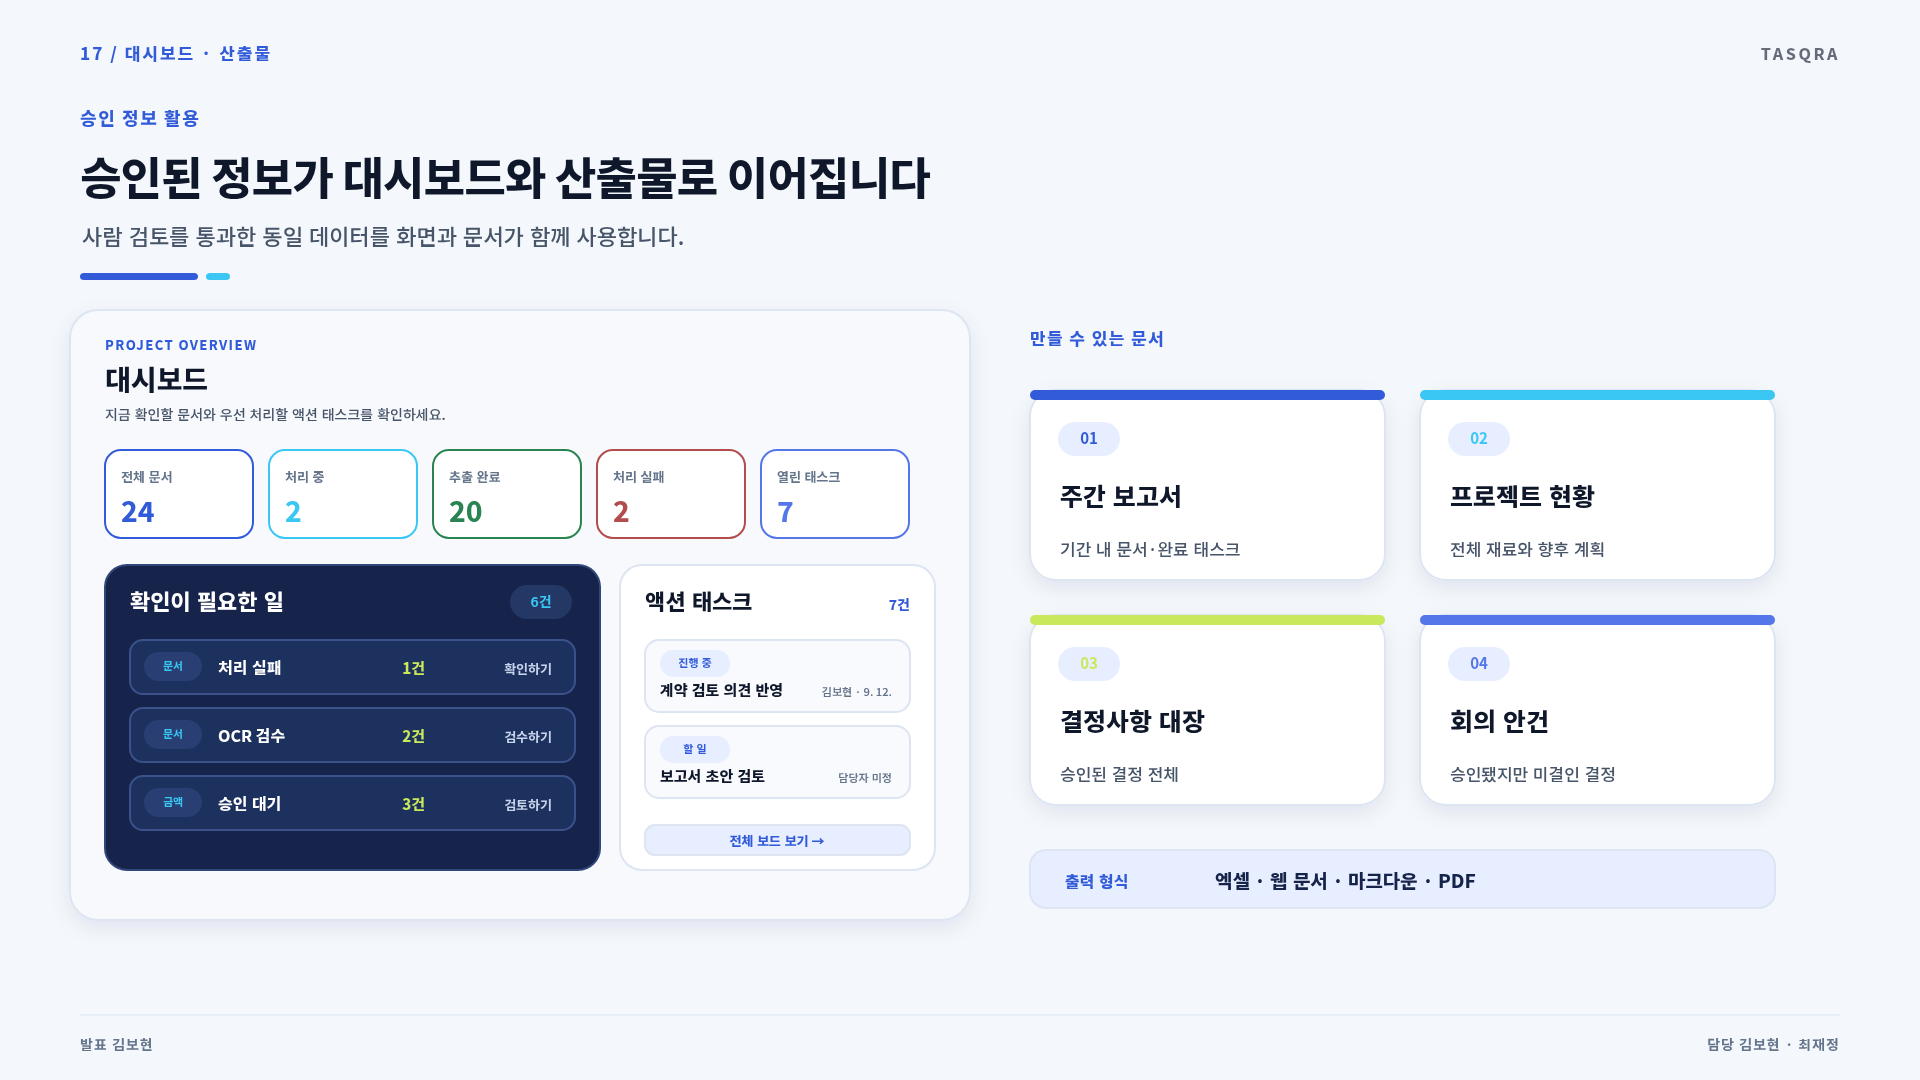 17 / 대시보드 · 산출물
TASQRA
승인 정보 활용
승인된 정보가 대시보드와 산출물로 이어집니다
사람 검토를 통과한 동일 데이터를 화면과 문서가 함께 사용합니다.
PROJECT OVERVIEW
대시보드
지금 확인할 문서와 우선 처리할 액션 태스크를 확인하세요.
전체 문서
24
처리 중
2
추출 완료
20
처리 실패
2
열린 태스크
7
확인이 필요한 일
6건
문서 처리 실패 1건 확인하기
문서 OCR 검수 2건 검수하기
금액 승인 대기 3건 검토하기
액션 태스크
7건
진행 중
계약 검토 의견 반영 김보현 · 9. 12.
할 일
보고서 초안 검토 담당자 미정
전체 보드 보기 →
만들 수 있는 문서
01
주간 보고서
기간 내 문서·완료 태스크
02
프로젝트 현황
전체 재료와 향후 계획
03
결정사항 대장
승인된 결정 전체
04
회의 안건
승인됐지만 미결인 결정
출력 형식 엑셀 · 웹 문서 · 마크다운 · PDF
발표 김보현
담당 김보현 · 최재정